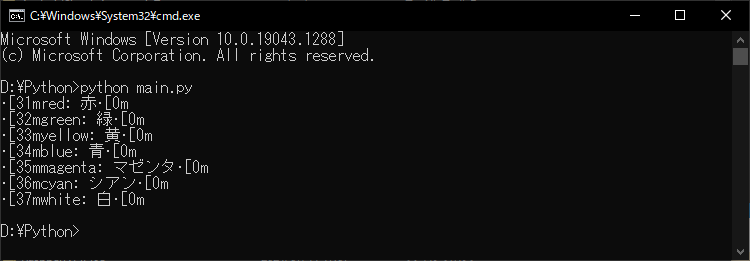 C:¥Windows¥System32¥cmd.exe
Microsoft Windows [Version 10.0.19043.1288]
(c) Microsoft Corporation. All rights reserved.
D:¥Python>python main.py
·[31mred: 赤·[0m
·[32mgreen: 緑·[0m
·[33myellow: 黄·[0m
·[34mblue: 青·[0m
·[35mmagenta: マゼンタ·[0m
·[36mcyan: シアン·[0m
·[37mwhite: 白·[0m
D:¥Python>